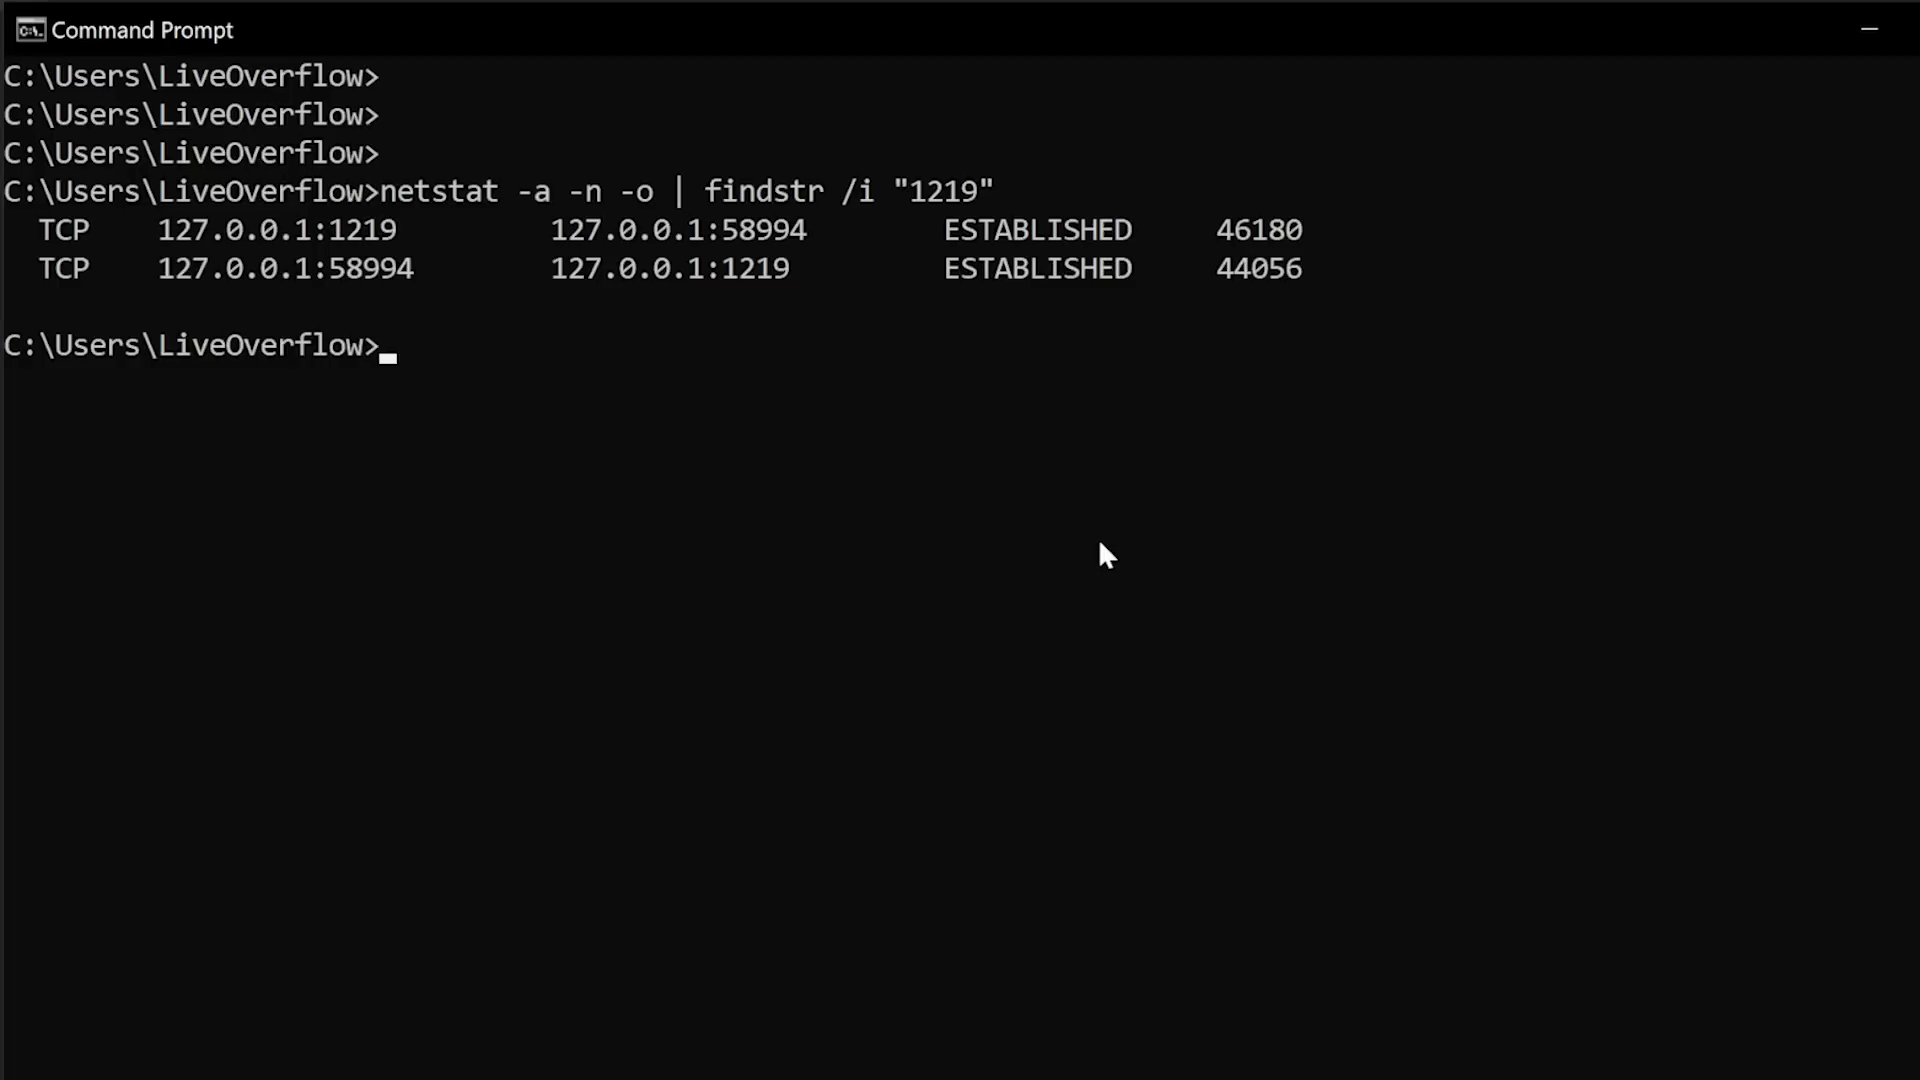 Command Prompt
C:\Users\LiveOverflow>
C:\Users\LiveOverflow>
C:\Users\LiveOverflow>
C:\Users\LiveOverflow>netstat -a -n -o | findstr /i "1219"
  TCP    127.0.0.1:1219         127.0.0.1:58994        ESTABLISHED     46180
  TCP    127.0.0.1:58994        127.0.0.1:1219         ESTABLISHED     44056
C:\Users\LiveOverflow>